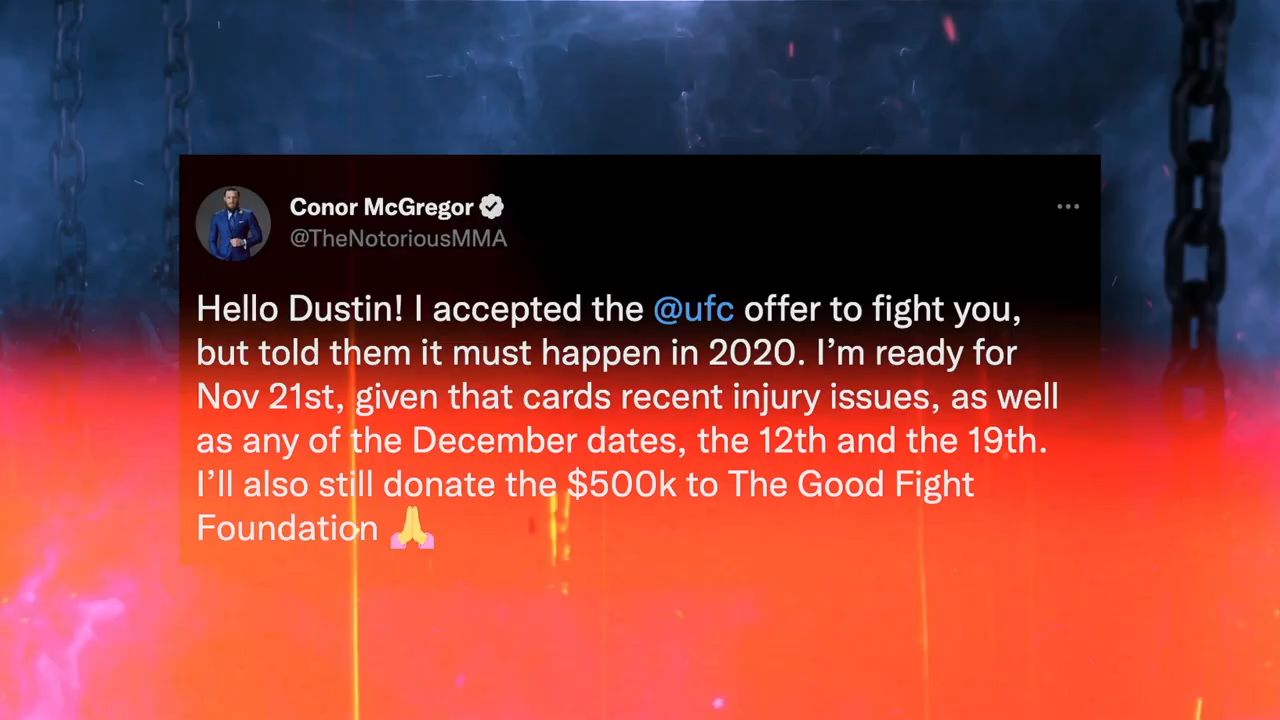 Conor McGregor
@TheNotoriousMMA
Hello Dustin! I accepted the @ufc offer to fight you,
but told them it must happen in 2020. I’m ready for
Nov 21st, given that cards recent injury issues, as well
as any of the December dates, the 12th and the 19th.
I’ll also still donate the $500k to The Good Fight
Foundation 🙏